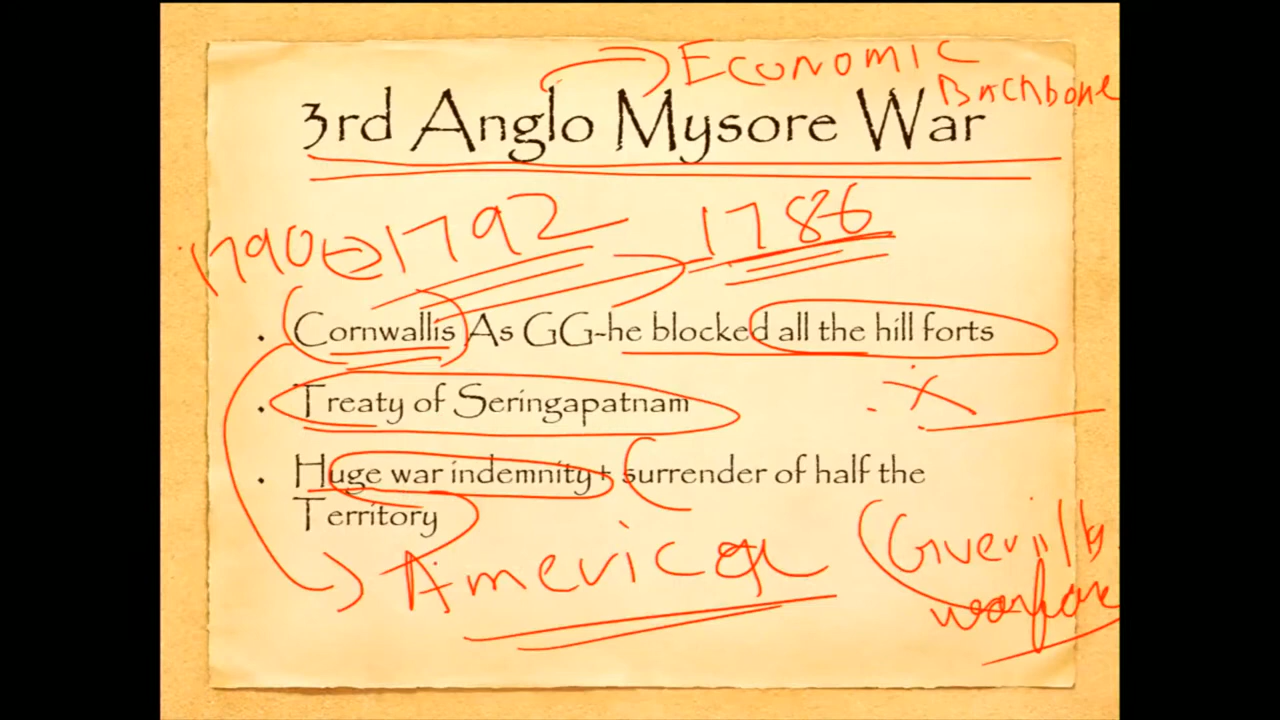 Economic
Backbone
3rd Anglo Mysore War
1790 1792 1786
. Cornwallis As GG-he blocked all the hill forts
. Treaty of Seringapatnam
. Huge war indemnity+ surrender of half the
Territory
America
Guerilla
warfare